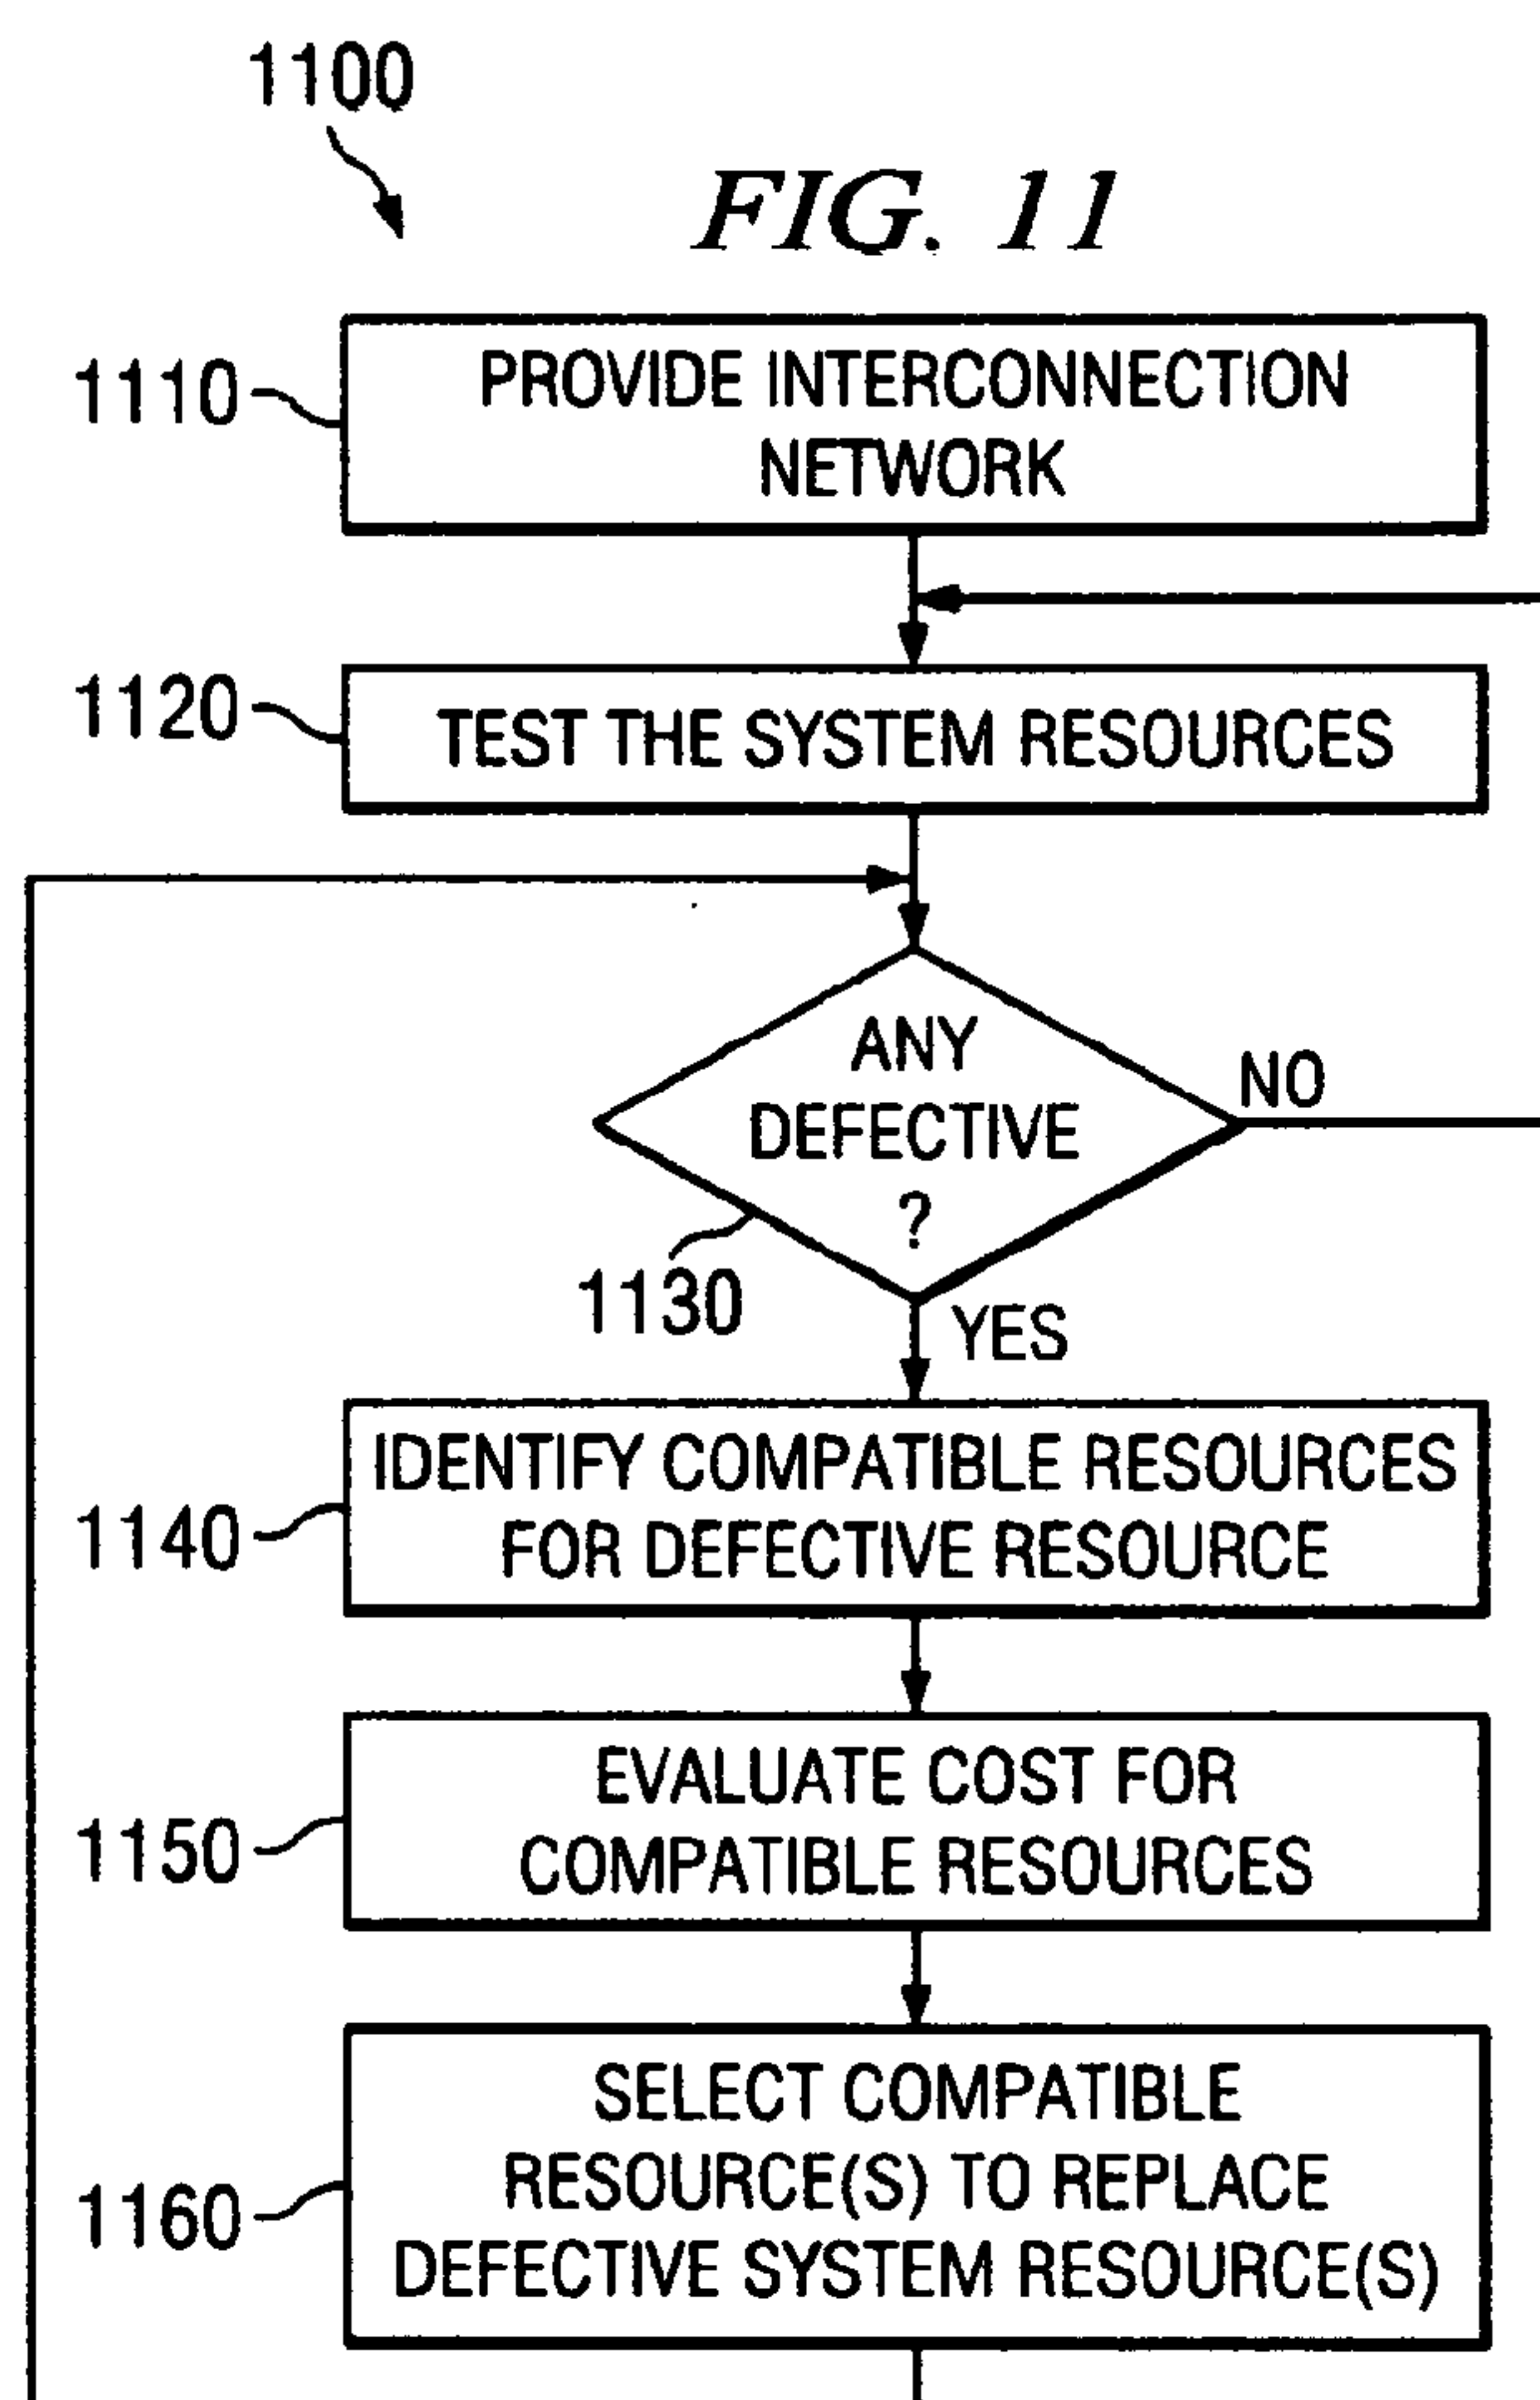 1100
FIG. 11
1110
PROVIDE INTERCONNECTION
NETWORK
1120
TEST THE SYSTEM RESOURCES
ANY
DEFECTIVE
?
NO
1130
YES
1140
IDENTIFY COMPATIBLE RESOURCES
FOR DEFECTIVE RESOURCE
1150
EVALUATE COST FOR
COMPATIBLE RESOURCES
1160
SELECT COMPATIBLE
RESOURCE(S) TO REPLACE
DEFECTIVE SYSTEM RESOURCE(S)